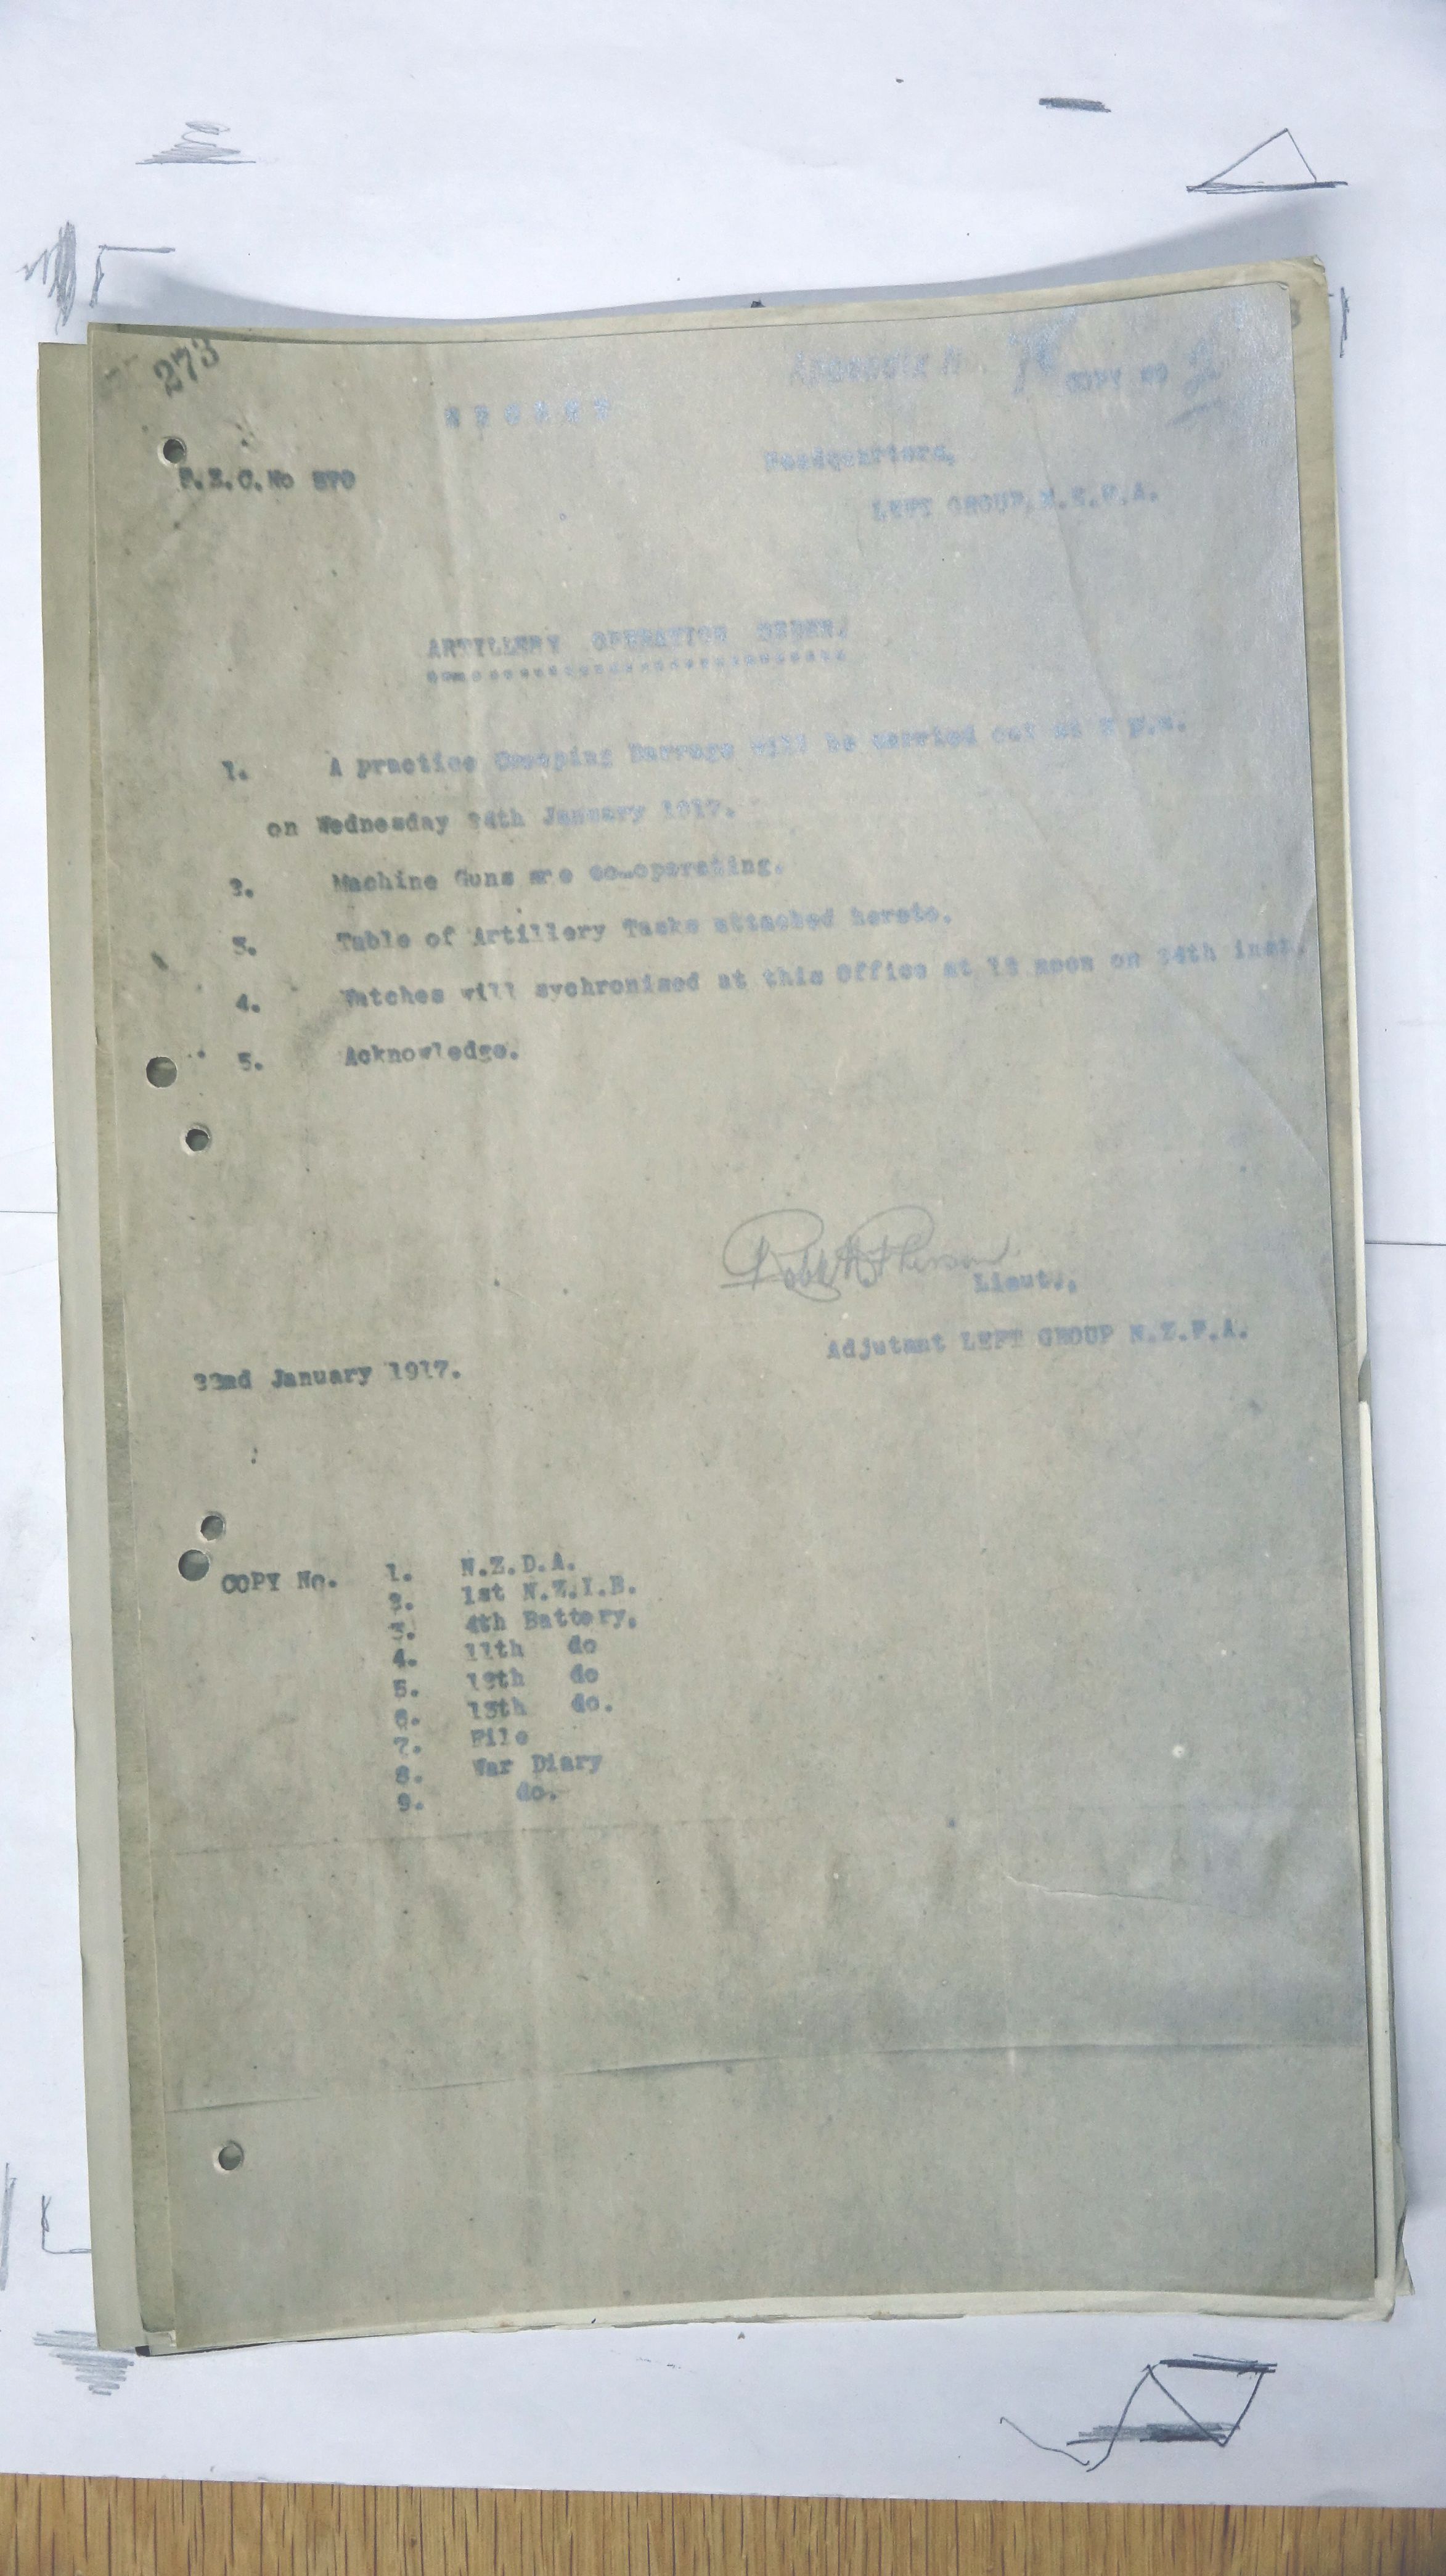 273
Appendix N. COPY NO 2
SECRET
Headquarters,
LEFT GROUP, N.Z.F.A.
F.Z.C.No 570
ARTILLERY OPERATION ORDER.
1. A practice Creeping Barrage will be carried out at p.m.
on Wednesday 24th January 1917.
2. Machine Guns are co-operating.
3. Table of Artillery Tasks attached hereto.
4. Watches will sychronised at this Office at 12 noon on 24th inst.
5. Acknowledge.
Lieut.,
Adjutant LEFT GROUP N.Z.F.A.
22nd January 1917.
COPY No. 1. N.Z.D.A.
2. 1st N.Z.I.B.
3. 4th Battery.
4. 11th do
5. 12th do
6. 13th do.
7. File
8. War Diary
9. do.